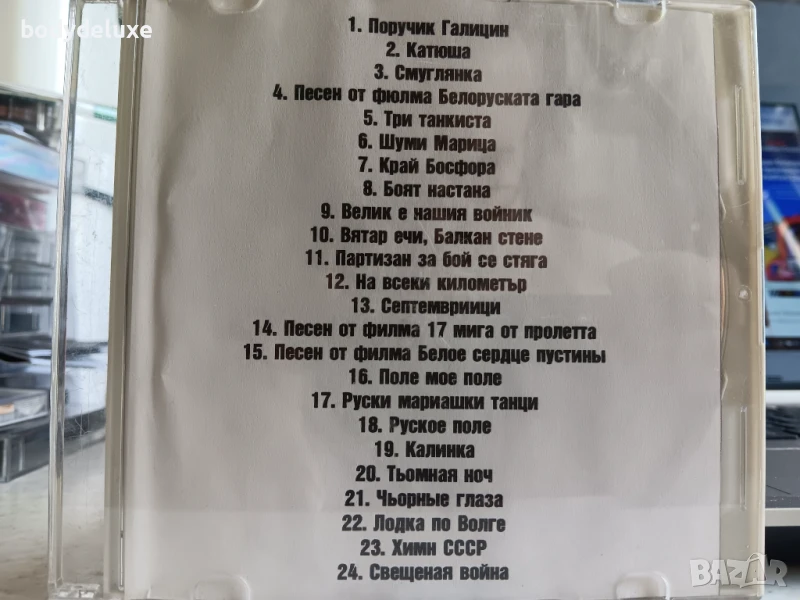 bobydeluxe
1. Поручик Галицин
2. Катюша
3. Смуглянка
4. Песен от фюлма Белоруската гара
5. Три танкиста
6. Шуми Марица
7. Край Босфора
8. Боят настана
9. Велик е нашия войник
10. Вятар ечи, Балкан стене
11. Партизан за бой се стяга
12. На всеки километър
13. Септемвриици
14. Песен от филма 17 мига от пролетта
15. Песен от филма Белое сердце пустины
16. Поле мое поле
17. Руски мариашки танци
18. Руское поле
19. Калинка
20. Тьомная ноч
21. Чьорные глаза
22. Лодка по Волге
23. Химн СССР
24. Свещеная война
BAZAR